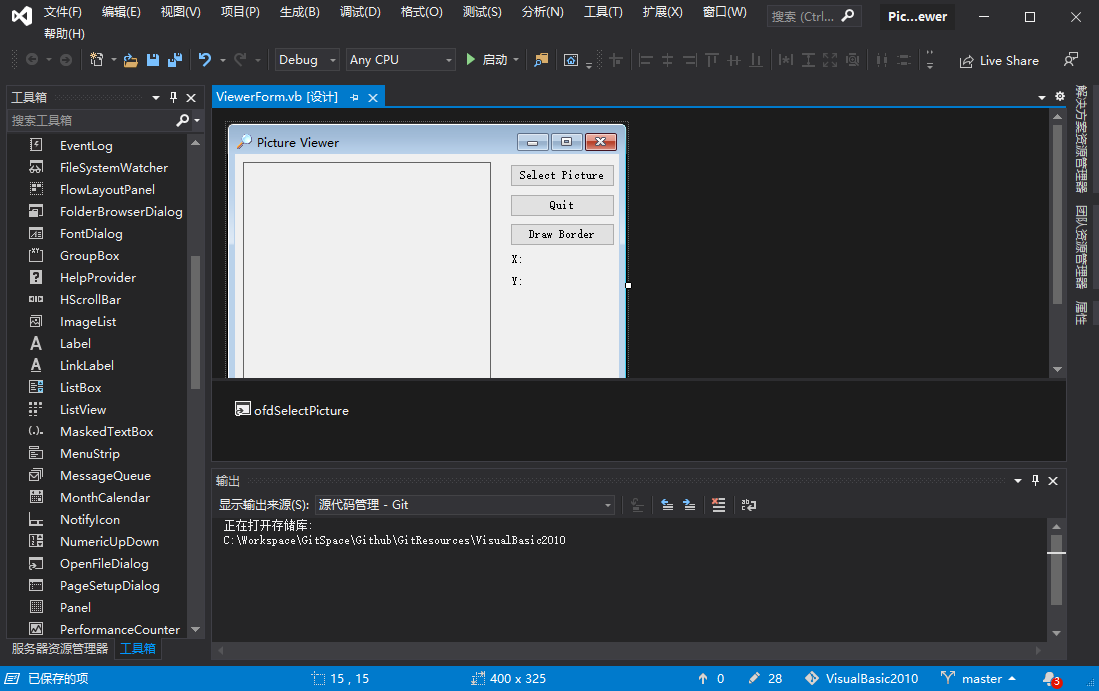 文件(F) 编辑(E) 视图(V) 项目(P) 生成(B) 调试(D) 格式(O) 测试(S) 分析(N) 工具(T) 扩展(X) 窗口(W) 搜索 (Ctrl... Pic...ewer
帮助(H)
Debug Any CPU 启动 Live Share
工具箱
搜索工具箱
EventLog
FileSystemWatcher
FlowLayoutPanel
FolderBrowserDialog
FontDialog
GroupBox
HelpProvider
HScrollBar
ImageList
Label
LinkLabel
ListBox
ListView
MaskedTextBox
MenuStrip
MessageQueue
MonthCalendar
NotifyIcon
NumericUpDown
OpenFileDialog
PageSetupDialog
Panel
PerformanceCounter
服务器资源管理器 工具箱
ViewerForm.vb [设计]
Picture Viewer
Select Picture
Quit
Draw Border
X:
Y:
ofdSelectPicture
输出
显示输出来源(S): 源代码管理 - Git
正在打开存储库:
C:\Workspace\GitSpace\Github\GitResources\VisualBasic2010
解决方案资源管理器
团队资源管理器
属性
已保存的项 15 , 15 400 x 325 0 28 VisualBasic2010 master 3